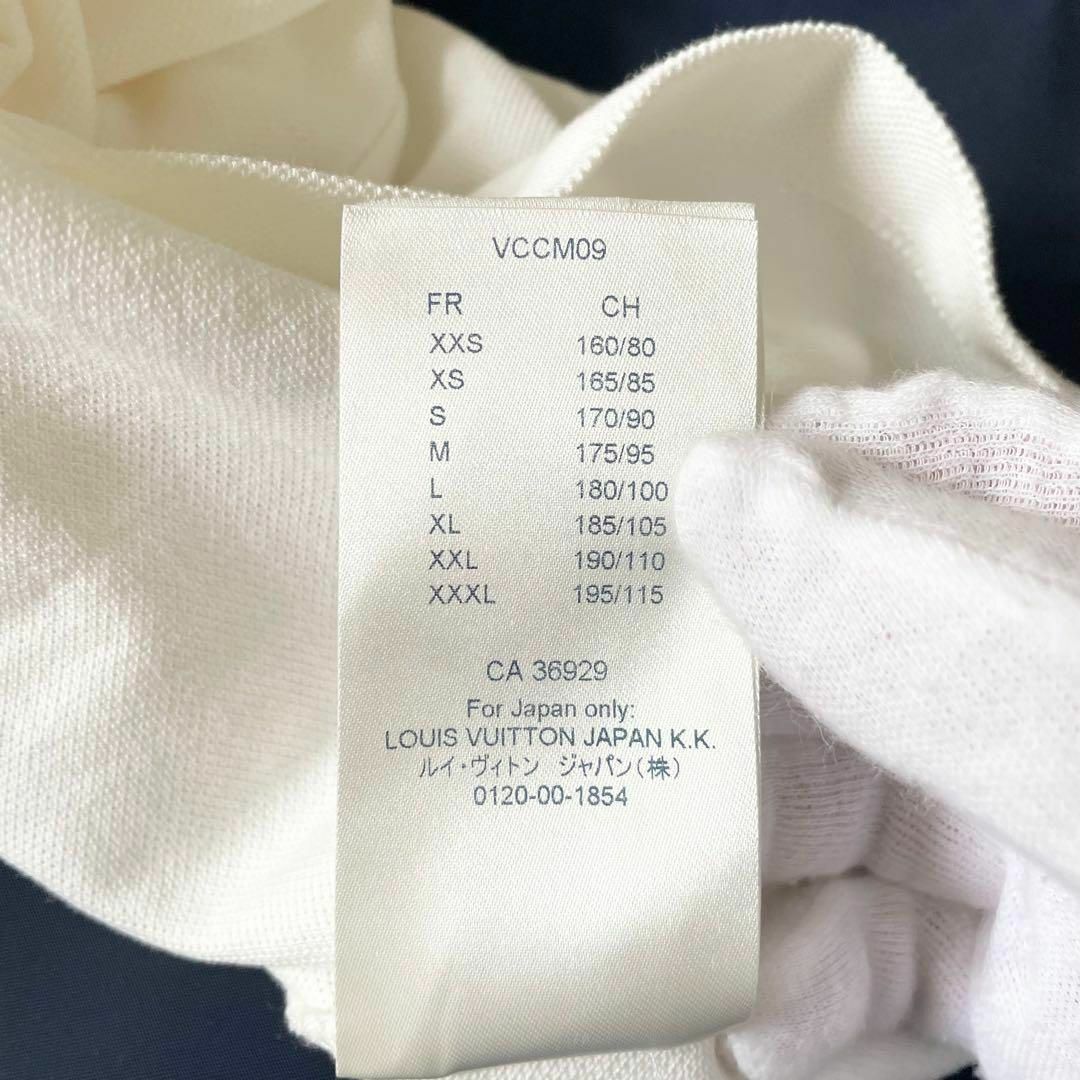 VCCM09
FR CH
XXS 160/80
XS 165/85
S 170/90
M 175/95
L 180/100
XL 185/105
XXL 190/110
XXXL 195/115
CA 36929
For Japan only:
LOUIS VUITTON JAPAN K.K.
ルイ・ヴィトン ジャパン(株)
0120-00-1854